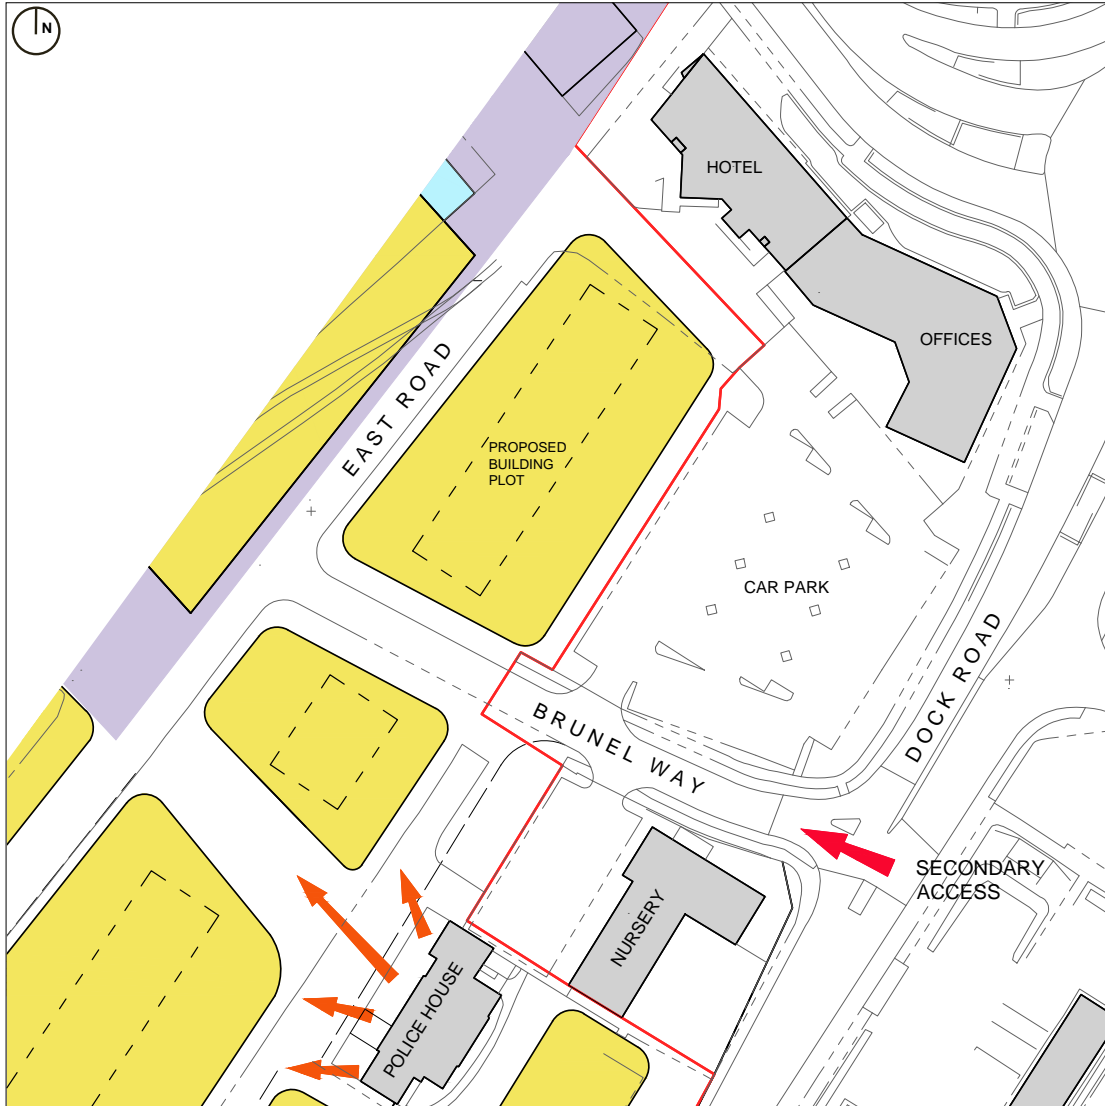 N
HOTEL
OFFICES
EAST ROAD
PROPOSED
BUILDING
PLOT
CAR PARK
DOCK ROAD
BRUNEL WAY
SECONDARY
ACCESS
NURSERY
POLICE HOUSE